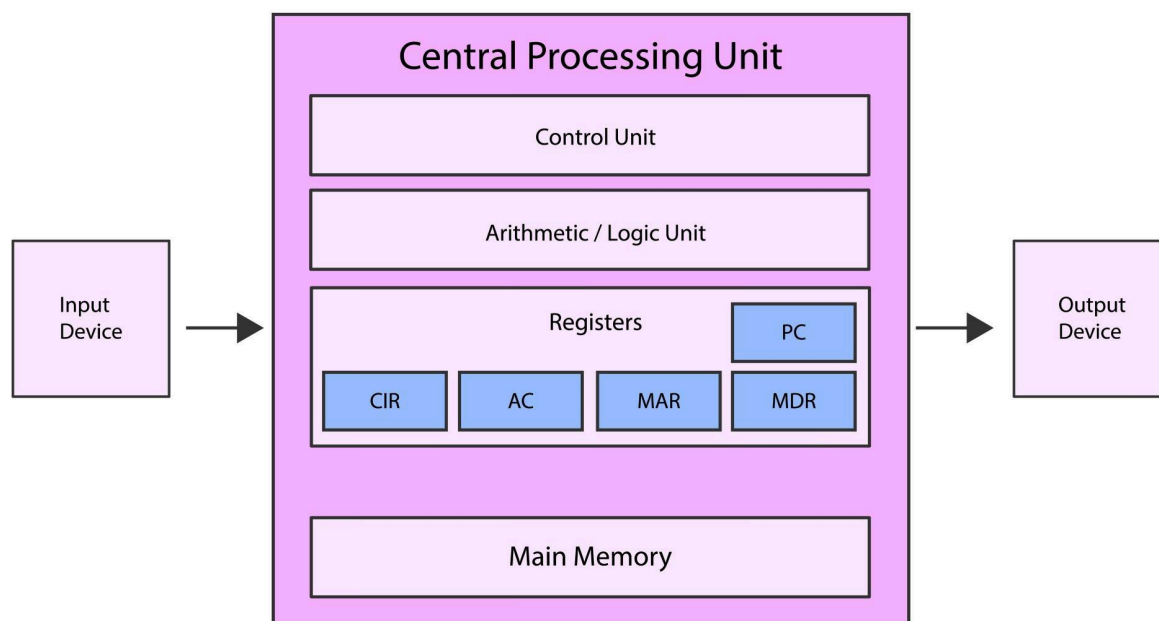 Central Processing Unit
Control Unit
Arithmetic / Logic Unit
Input
Device
Registers
PC
CIR
AC
MAR
MDR
Output
Device
Main Memory